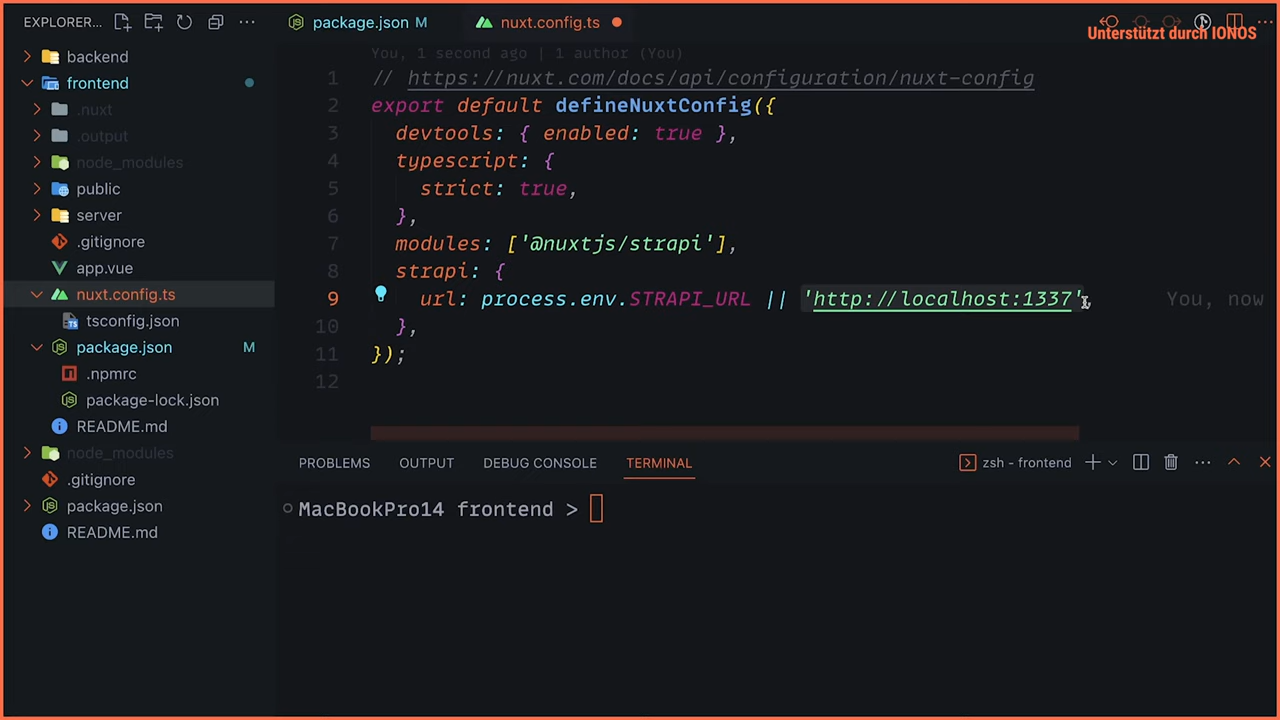 EXPLORER...
package.json M
nuxt.config.ts
Unterstützt durch IONOS
backend
frontend
.nuxt
.output
node_modules
public
server
.gitignore
app.vue
nuxt.config.ts
tsconfig.json
package.json M
.npmrc
package-lock.json
README.md
node_modules
.gitignore
package.json
README.md
You, 1 second ago | 1 author (You)
1 // https://nuxt.com/docs/api/configuration/nuxt-config
2 export default defineNuxtConfig({
3 devtools: { enabled: true },
4 typescript: {
5 strict: true,
6 },
7 modules: ['@nuxtjs/strapi'],
8 strapi: {
9 url: process.env.STRAPI_URL || 'http://localhost:1337', You, now
10 },
11 });
12
PROBLEMS OUTPUT DEBUG CONSOLE TERMINAL zsh - frontend
MacBookPro14 frontend >